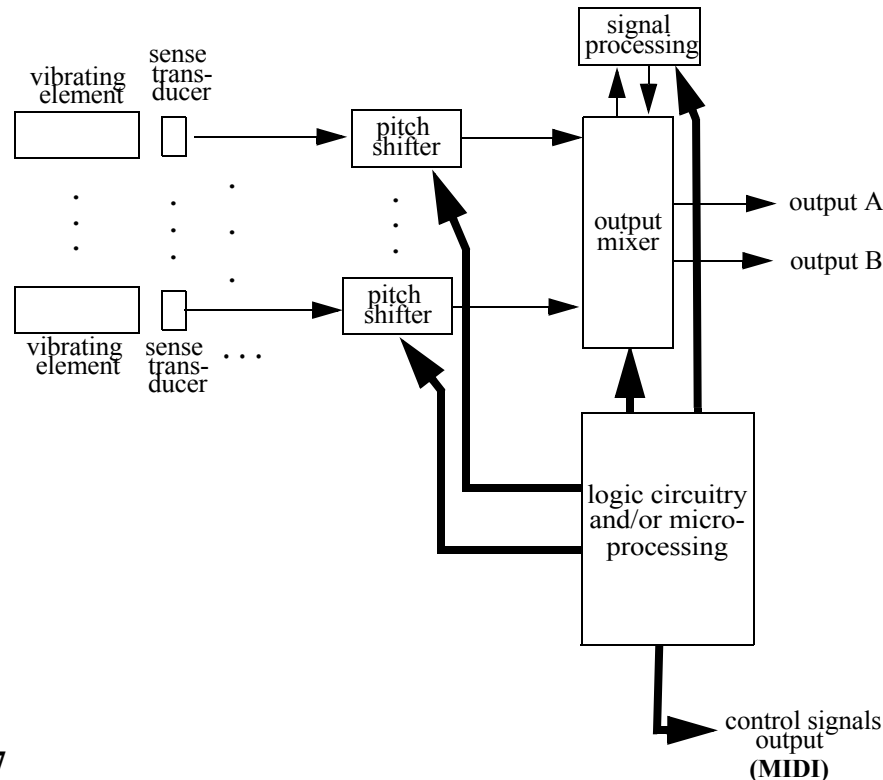 signal
processing
sense
trans-
ducer
vibrating
element
pitch
shifter
output
mixer
output A
output B
pitch
shifter
vibrating
element
sense
trans-
ducer
. . .
logic circuitry
and/or micro-
processing
control signals
output
(MIDI)
7